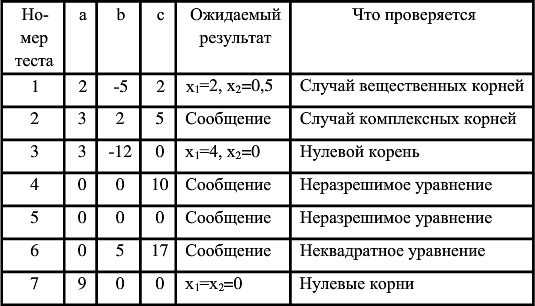 Но-
мер
теста a b c Ожидаемый
результат Что проверяется
1 2 -5 2 x₁=2, x₂=0,5 Случай вещественных корней
2 3 2 5 Сообщение Случай комплексных корней
3 3 -12 0 x₁=4, x₂=0 Нулевой корень
4 0 0 10 Сообщение Неразрешимое уравнение
5 0 0 0 Сообщение Неразрешимое уравнение
6 0 5 17 Сообщение Неквадратное уравнение
7 9 0 0 x₁=x₂=0 Нулевые корни